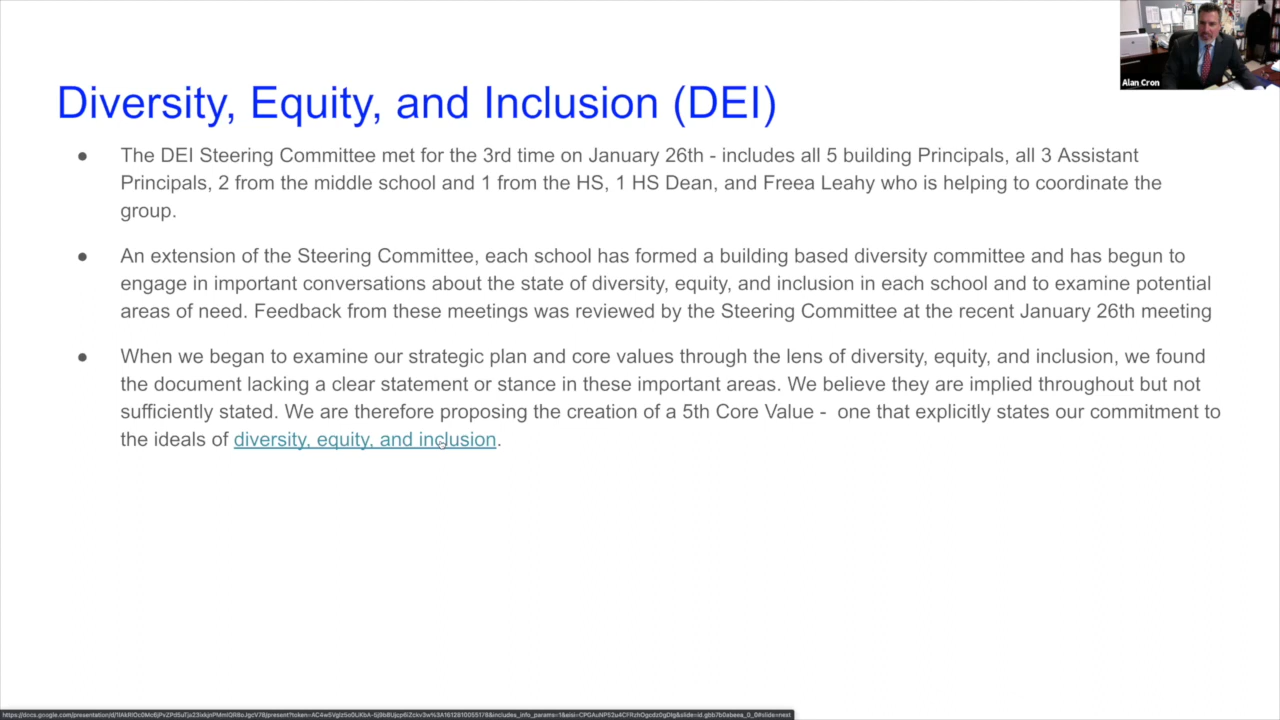 Alan Cron
Diversity, Equity, and Inclusion (DEI)
● The DEI Steering Committee met for the 3rd time on January 26th - includes all 5 building Principals, all 3 Assistant
Principals, 2 from the middle school and 1 from the HS, 1 HS Dean, and Freea Leahy who is helping to coordinate the
group.
● An extension of the Steering Committee, each school has formed a building based diversity committee and has begun to
engage in important conversations about the state of diversity, equity, and inclusion in each school and to examine potential
areas of need. Feedback from these meetings was reviewed by the Steering Committee at the recent January 26th meeting
● When we began to examine our strategic plan and core values through the lens of diversity, equity, and inclusion, we found
the document lacking a clear statement or stance in these important areas. We believe they are implied throughout but not
sufficiently stated. We are therefore proposing the creation of a 5th Core Value - one that explicitly states our commitment to
the ideals of diversity, equity, and inclusion.